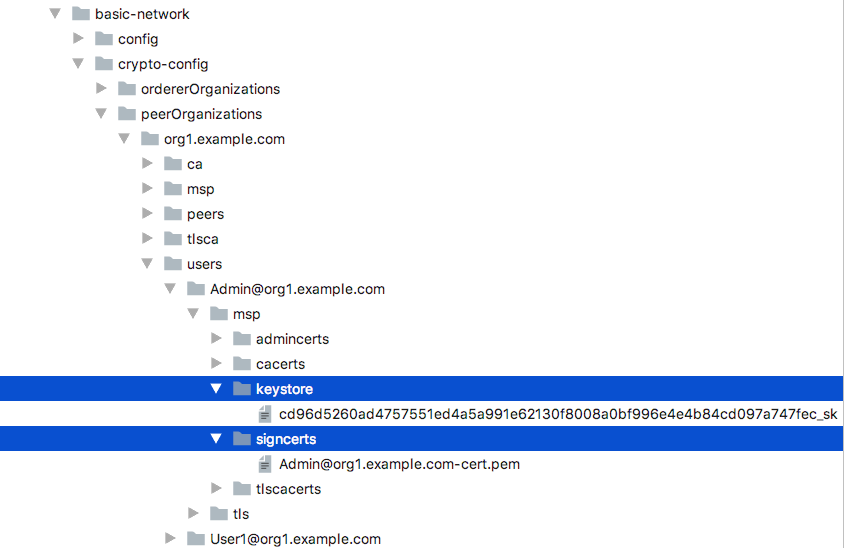 basic-network
config
crypto-config
ordererOrganizations
peerOrganizations
org1.example.com
ca
msp
peers
tlsca
users
Admin@org1.example.com
msp
admincerts
cacerts
keystore
cd96d5260ad4757551ed4a5a991e62130f8008a0bf996e4e4b84cd097a747fec_sk
signcerts
Admin@org1.example.com-cert.pem
tlscacerts
tls
User1@org1.example.com